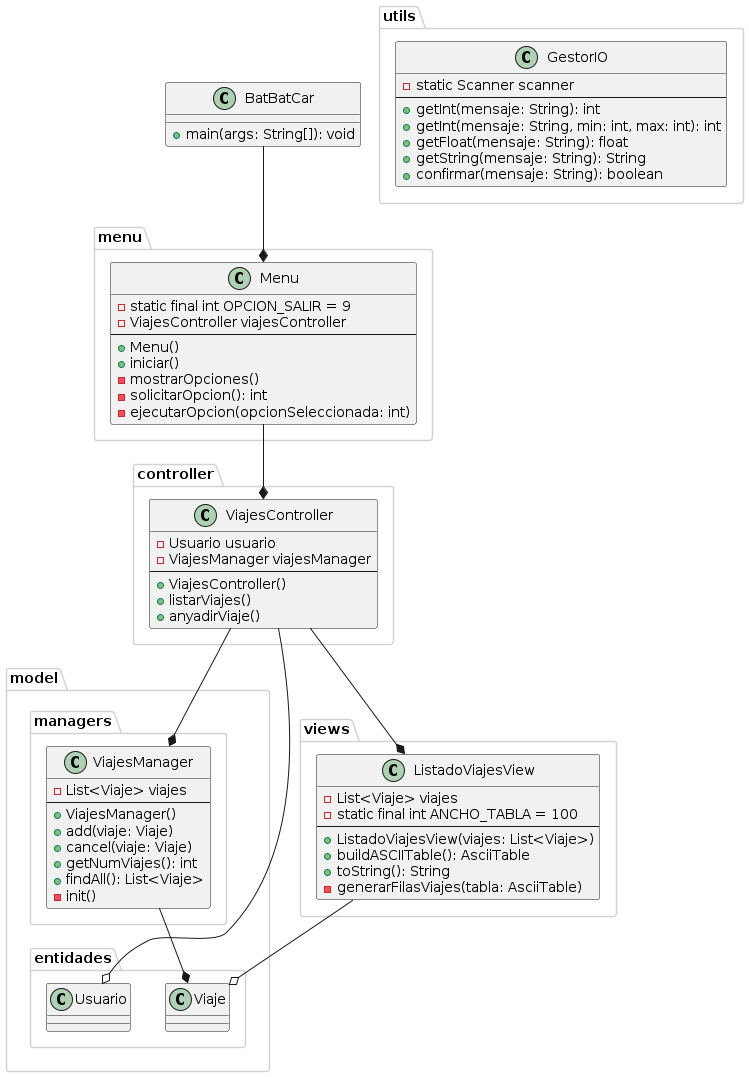 utils
C GestorIO
static Scanner scanner
getInt(mensaje: String): int
getInt(mensaje: String, min: int, max: int): int
getFloat(mensaje: String): float
getString(mensaje: String): String
confirmar(mensaje: String): boolean
C BatBatCar
main(args: String[]): void
menu
C Menu
static final int OPCION_SALIR = 9
ViajesController viajesController
Menu()
iniciar()
mostrarOpciones()
solicitarOpcion(): int
ejecutarOpcion(opcionSeleccionada: int)
controller
C ViajesController
Usuario usuario
ViajesManager viajesManager
ViajesController()
listarViajes()
anyadirViaje()
model
managers
C ViajesManager
List<Viaje> viajes
ViajesManager()
add(viaje: Viaje)
cancel(viaje: Viaje)
getNumViajes(): int
findAll(): List<Viaje>
init()
views
C ListadoViajesView
List<Viaje> viajes
static final int ANCHO_TABLA = 100
ListadoViajesView(viajes: List<Viaje>)
buildASCIITable(): AsciiTable
toString(): String
generarFilasViajes(tabla: AsciiTable)
entidades
C Usuario
C Viaje